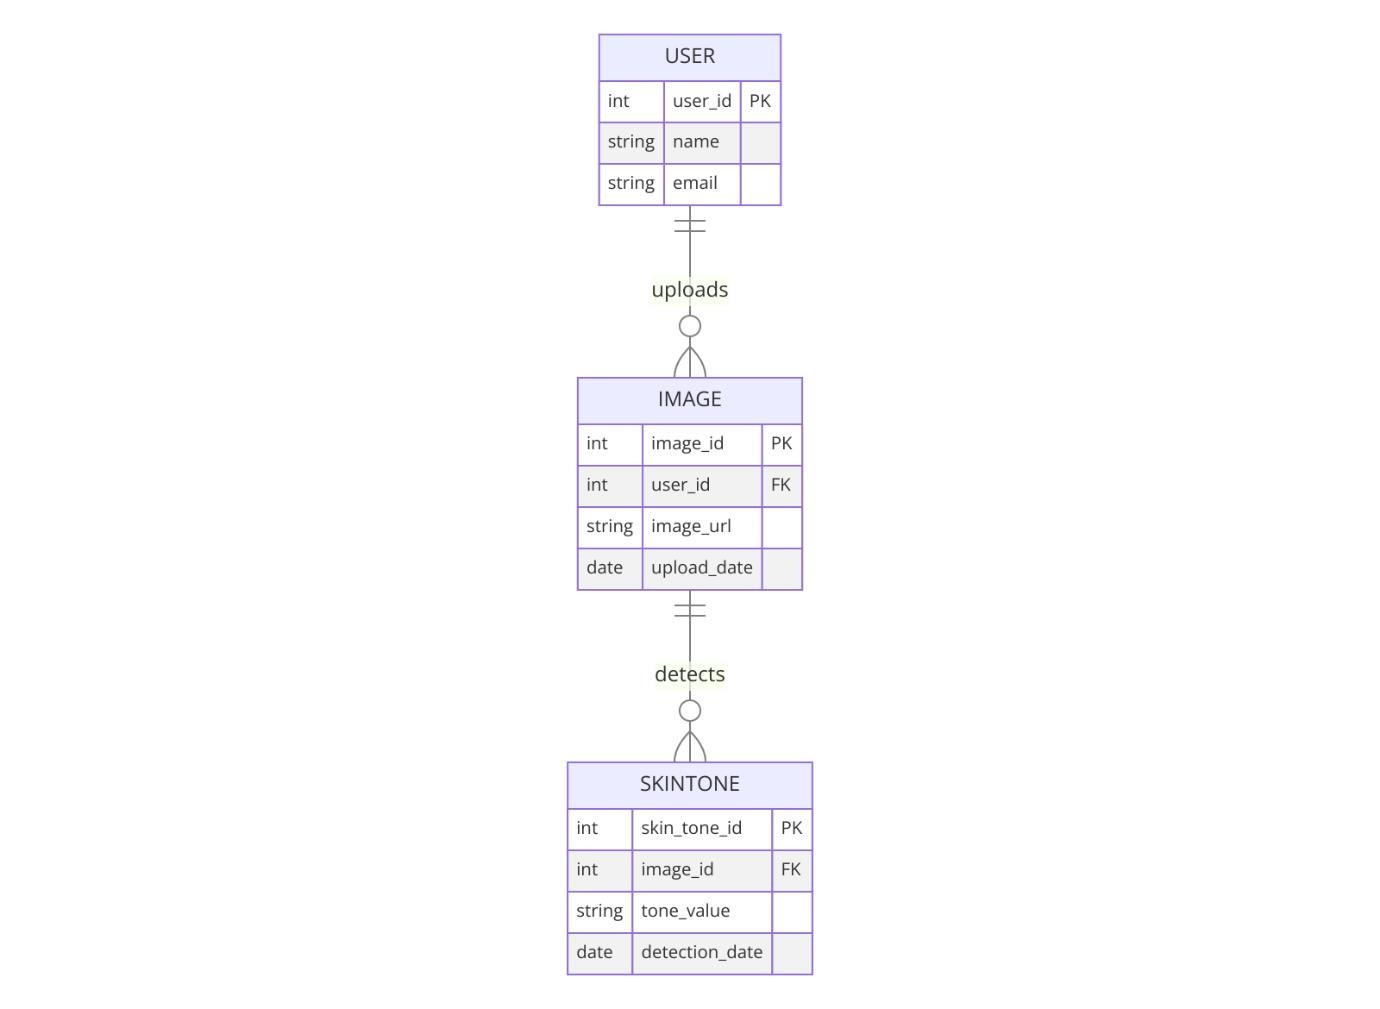 USER
int user_id PK
string name
string email
uploads
IMAGE
int image_id PK
int user_id FK
string image_url
date upload_date
detects
SKINTONE
int skin_tone_id PK
int image_id FK
string tone_value
date detection_date